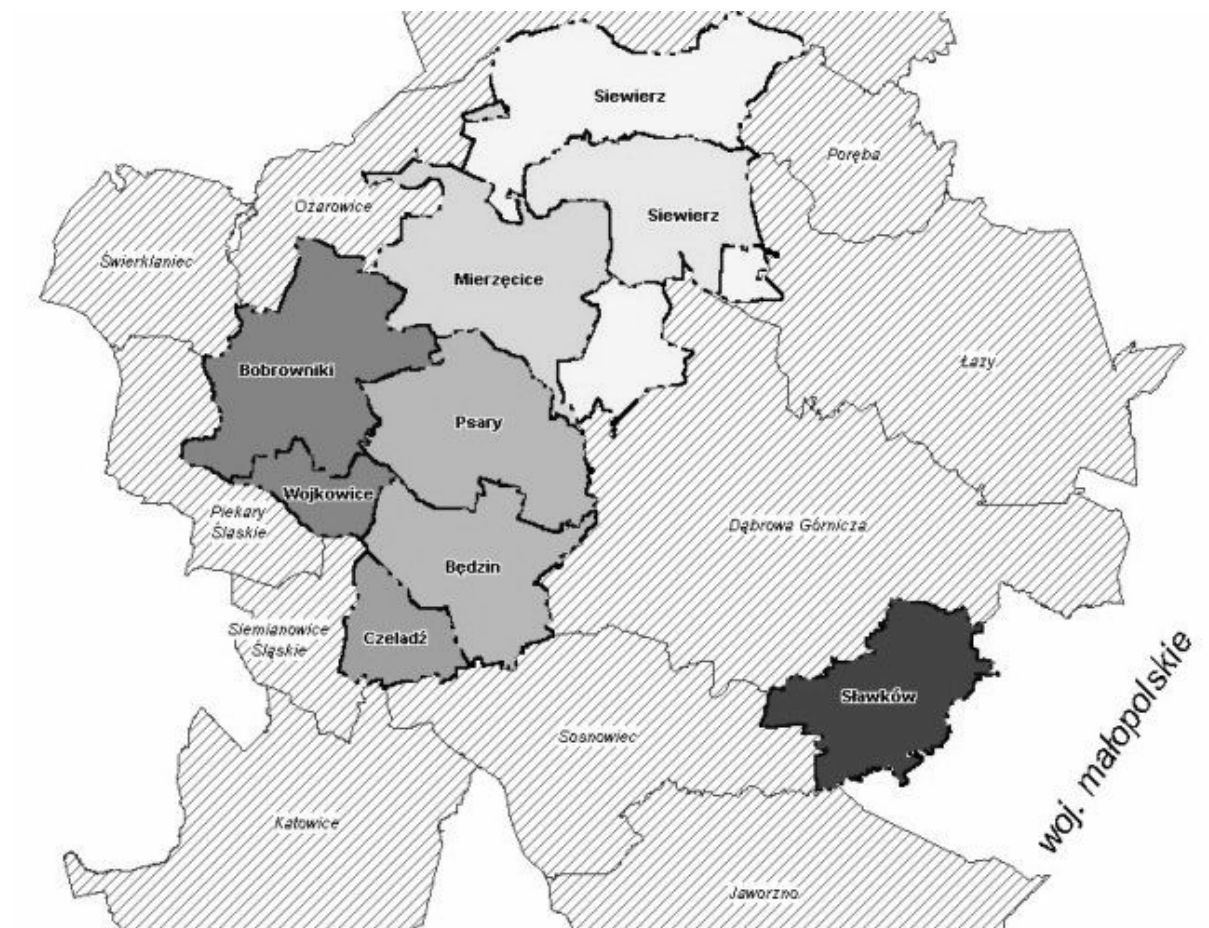 Siewierz
Poręba
Ożarowice
Siewierz
Świerklaniec
Mierzęcice
Bobrowniki
Łazy
Psary
Wojkowice
Piekary
Śląskie
Dąbrowa Górnicza
Będzin
Siemianowice
Śląskie
Czeladź
Sławków
Sosnowiec
woj. małopolskie
Katowice
Jaworzno